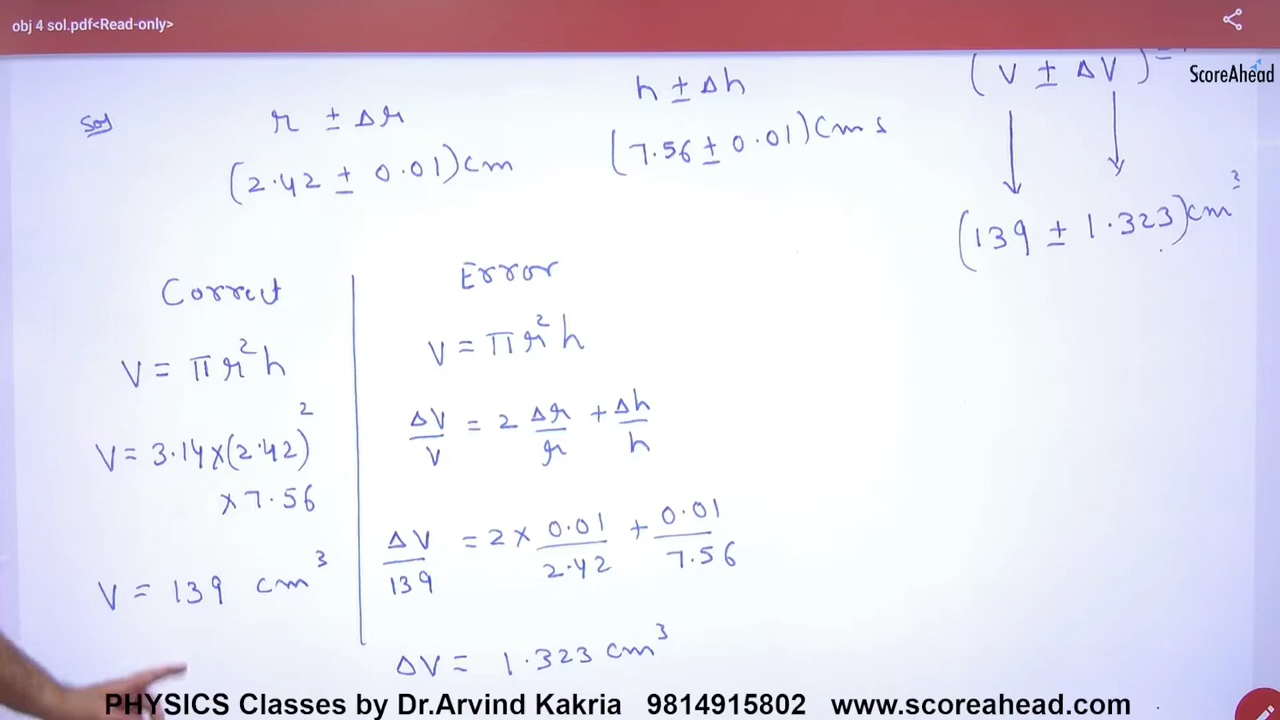 obj 4 sol.pdf<Read-only>
ScoreAhead
Sol
r ± Δr
(2.42 ± 0.01) cm
h ± Δh
(7.56 ± 0.01) cms
(V ± ΔV) =
(139 ± 1.323) cm³
Correct
V = πr²h
V = 3.14×(2.42)²
×7.56
V = 139 cm³
Error
V = πr²h
ΔV/V = 2 Δr/r + Δh/h
ΔV/139 = 2× 0.01/2.42 + 0.01/7.56
ΔV = 1.323 cm³
PHYSICS Classes by Dr.Arvind Kakria 9814915802 www.scoreahead.com